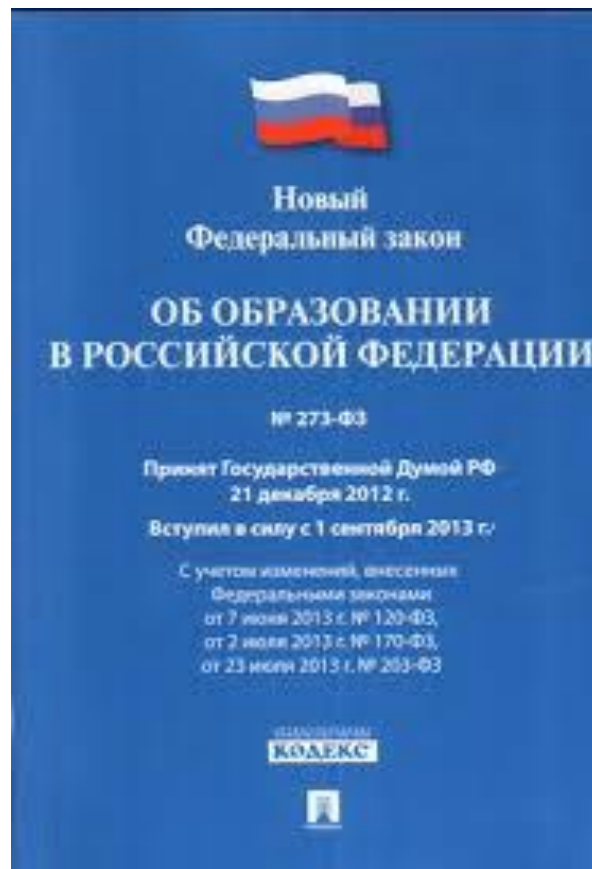 Новый
Федеральный закон
ОБ ОБРАЗОВАНИИ
В РОССИЙСКОЙ ФЕДЕРАЦИИ
№ 273-ФЗ
Принят Государственной Думой РФ
21 декабря 2012 г.
Вступил в силу с 1 сентября 2013 г.
С учетом изменений, внесенных
Федеральными законами
от 7 июня 2013 г. № 120-ФЗ,
от 2 июля 2013 г. № 170-ФЗ,
от 23 июля 2013 г. № 203-ФЗ
КОДЕКС